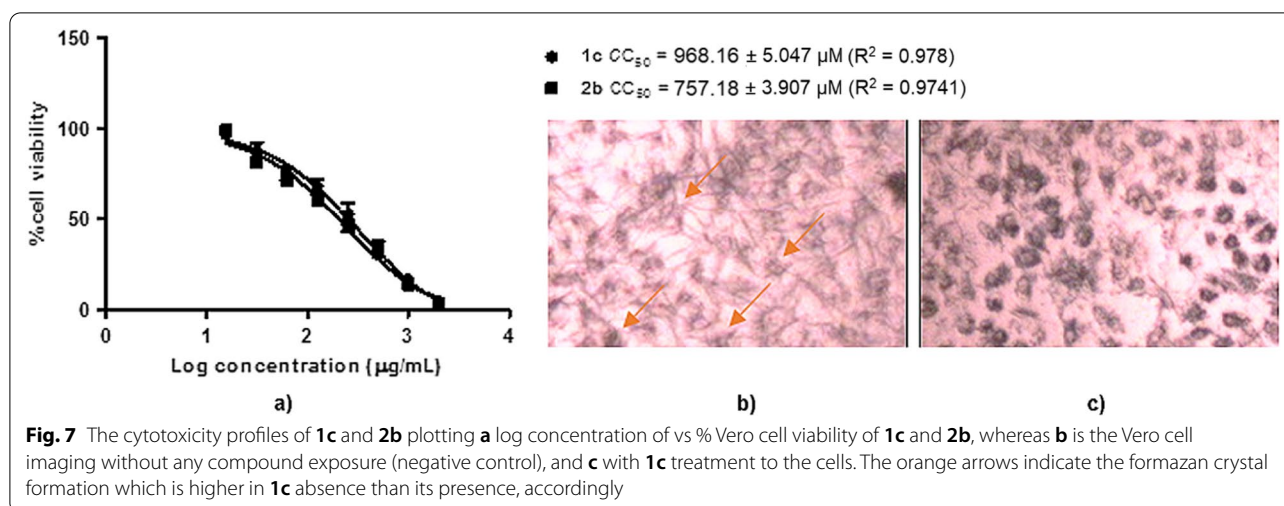 150
100
50
0
%cell viability
0 1 2 3 4
Log concentration (µg/mL)
1c CC₅₀ = 968.16 ± 5.047 µM (R² = 0.978)
2b CC₅₀ = 757.18 ± 3.907 µM (R² = 0.9741)
a) b) c)
Fig. 7 The cytotoxicity profiles of 1c and 2b plotting a log concentration of vs % Vero cell viability of 1c and 2b, whereas b is the Vero cell
imaging without any compound exposure (negative control), and c with 1c treatment to the cells. The orange arrows indicate the formazan crystal
formation which is higher in 1c absence than its presence, accordingly